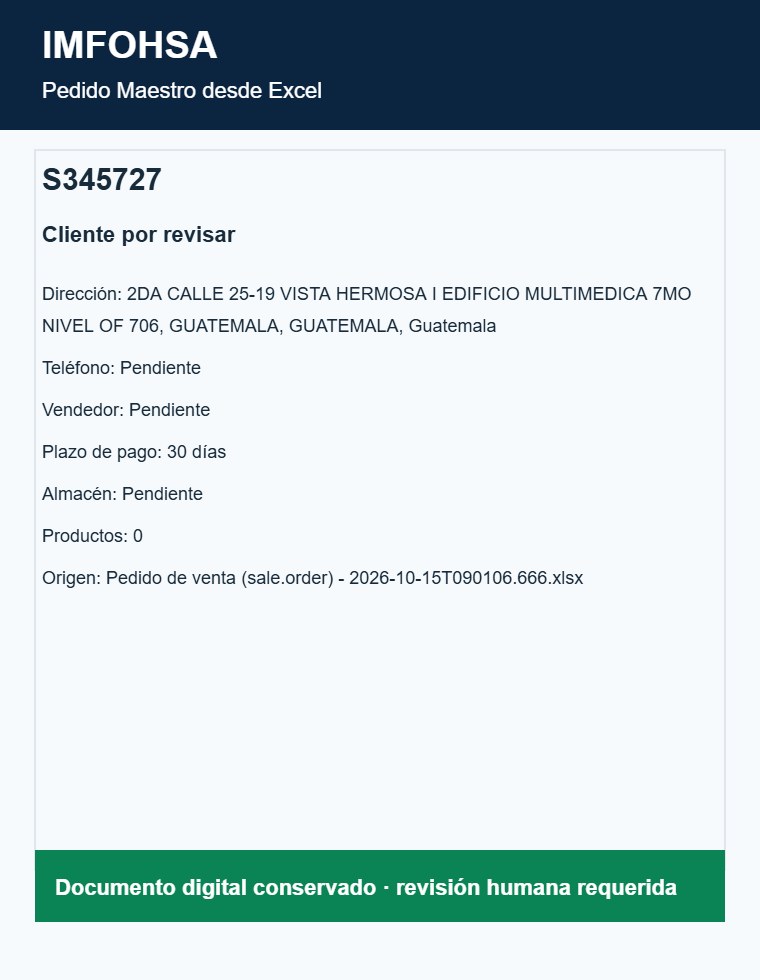 IMFOHSA
Pedido Maestro desde Excel
S345727
Cliente por revisar
Dirección: 2DA CALLE 25-19 VISTA HERMOSA I EDIFICIO MULTIMEDICA 7MO
NIVEL OF 706, GUATEMALA, GUATEMALA, Guatemala
Teléfono: Pendiente
Vendedor: Pendiente
Plazo de pago: 30 días
Almacén: Pendiente
Productos: 0
Origen: Pedido de venta (sale.order) - 2026-10-15T090106.666.xlsx
Documento digital conservado · revisión humana requerida